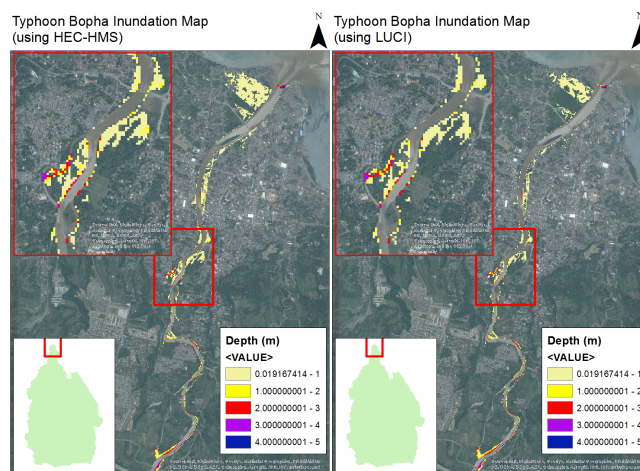 Typhoon Bopha Inundation Map
(using HEC-HMS)
N
Depth (m)
<VALUE>
0.019167414 - 1
1.000000001 - 2
2.000000001 - 3
3.000000001 - 4
4.000000001 - 5
Typhoon Bopha Inundation Map
(using LUCI)
N
Depth (m)
<VALUE>
0.019167414 - 1
1.000000001 - 2
2.000000001 - 3
3.000000001 - 4
4.000000001 - 5